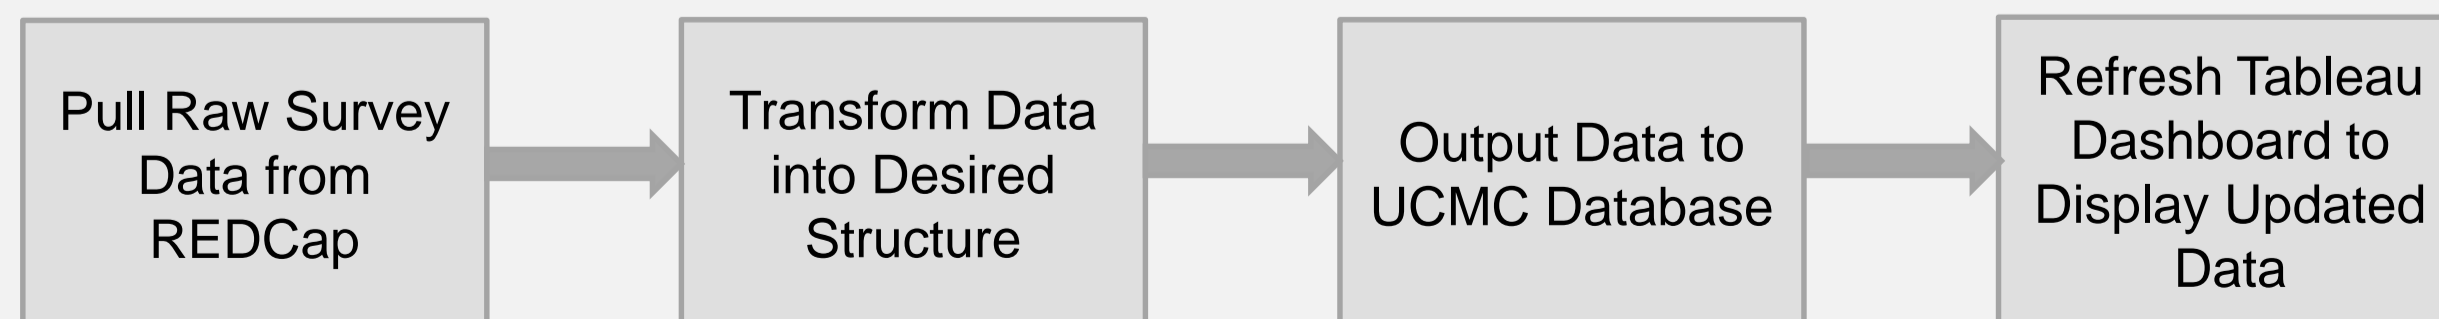 Pull Raw Survey
Data from
REDCap
Transform Data
into Desired
Structure
Output Data to
UCMC Database
Refresh Tableau
Dashboard to
Display Updated
Data